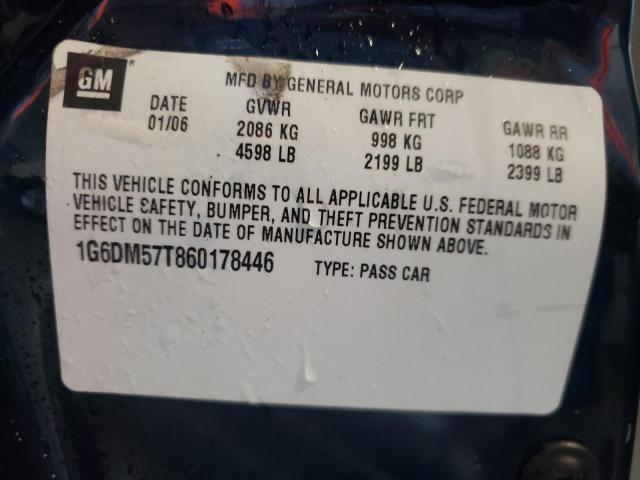 GM ®
MFD BY GENERAL MOTORS CORP
DATE GVWR GAWR FRT GAWR RR
01/06 2086 KG 998 KG 1088 KG
4598 LB 2199 LB 2399 LB
THIS VEHICLE CONFORMS TO ALL APPLICABLE U.S. FEDERAL MOTOR
VEHICLE SAFETY, BUMPER, AND THEFT PREVENTION STANDARDS IN
EFFECT ON THE DATE OF MANUFACTURE SHOWN ABOVE.
1G6DM57T860178446 TYPE: PASS CAR